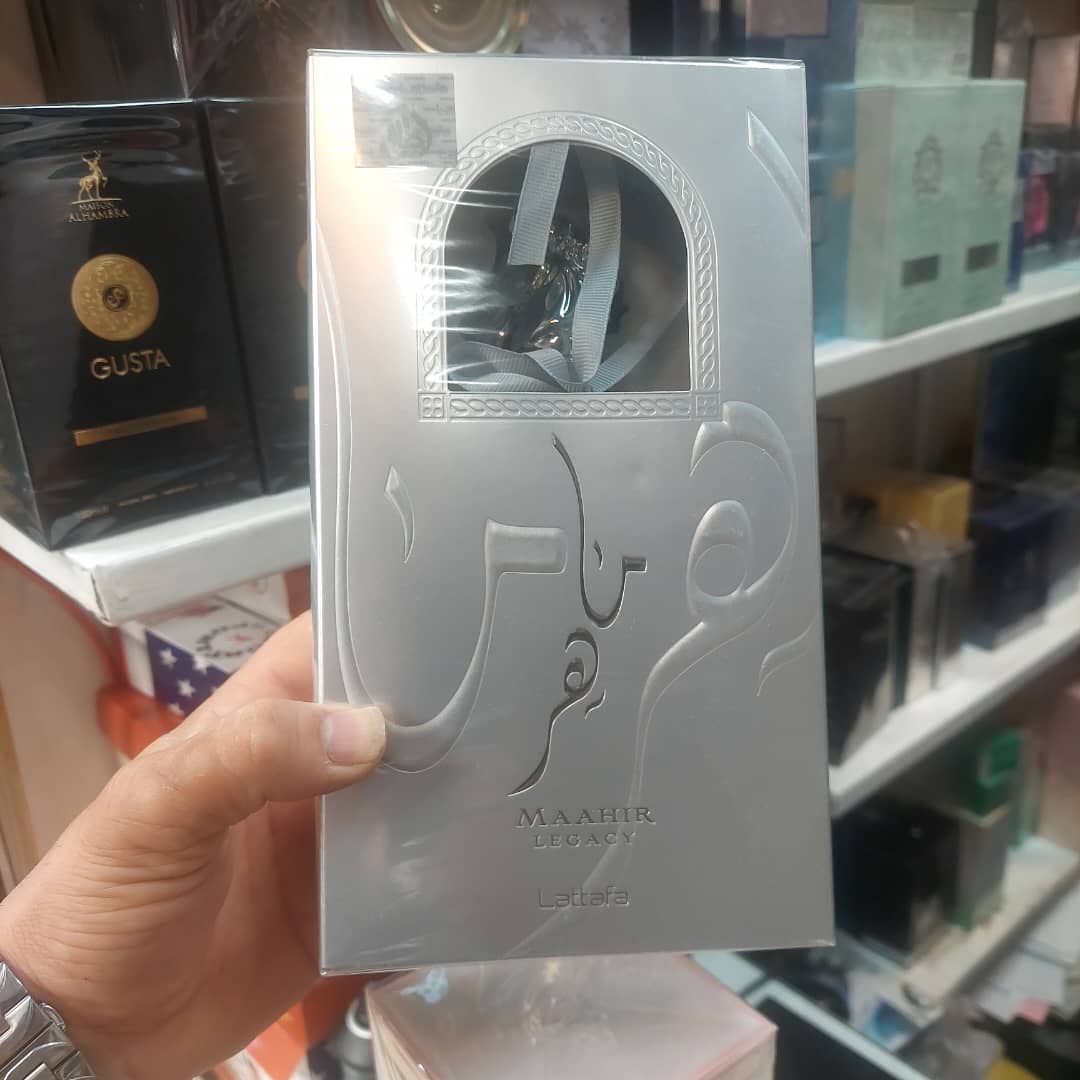 MAISON
ALHAMBRA
GUSTA
ماهر
MAAHIR
LEGACY
Lattafa